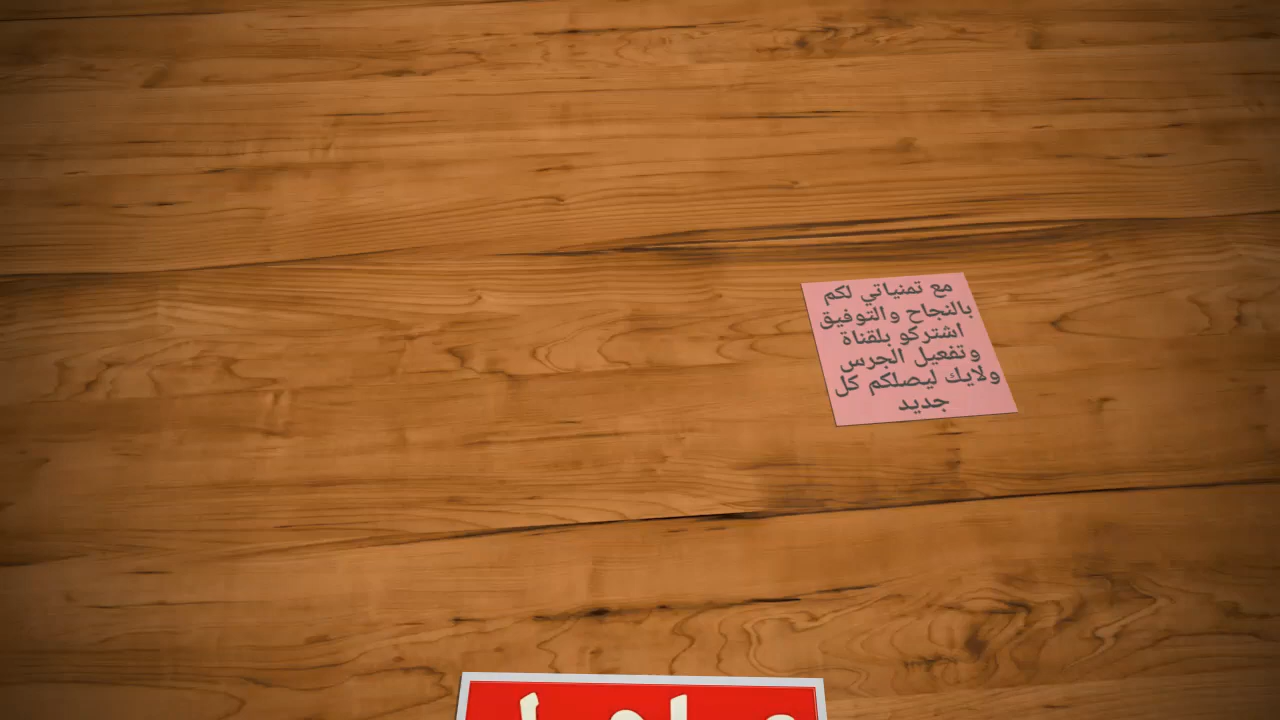 مع تمنياتي لكم
بالنجاح والتوفيق
اشتركو بلقناة
وتفعيل الجرس
ولايك ليصلكم كل
جديد